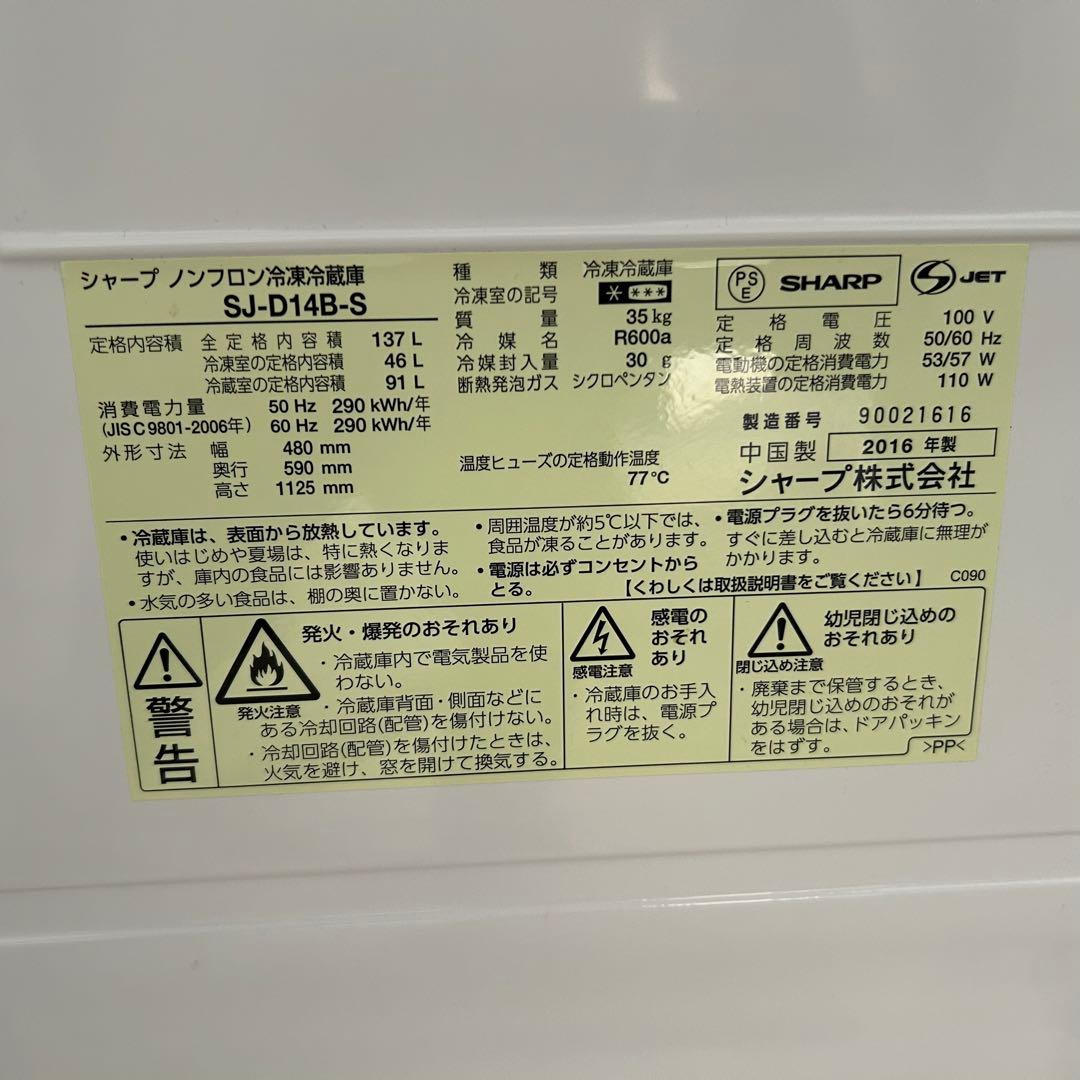 シャープ ノンフロン冷凍冷蔵庫
SJ-D14B-S
定格内容積 全定格内容積 137 L
冷凍室の定格内容積 46 L
冷蔵室の定格内容積 91 L
消費電力量 50 Hz 290 kWh/年
(JIS C 9801-2006年) 60 Hz 290 kWh/年
外形寸法 幅 480 mm
奥行 590 mm
高さ 1125 mm
種類 冷凍冷蔵庫
冷凍室の記号 * ***
質量 35 kg
冷媒名 R600a
冷媒封入量 30 g
断熱発泡ガス シクロペンタン
温度ヒューズの定格動作温度
77℃
PSE SHARP JET
定格電圧 100 V
定格周波数 50/60 Hz
電動機の定格消費電力 53/57 W
電熱装置の定格消費電力 110 W
製造番号 90021616
中国製 2016 年製
シャープ株式会社
・冷蔵庫は、表面から放熱しています。
使いはじめや夏場は、特に熱くなりま
すが、庫内の食品には影響ありません。
・水気の多い食品は、棚の奥に置かない。
・周囲温度が約5℃以下では、
食品が凍ることがあります。
・電源は必ずコンセントから
とる。
・電源プラグを抜いたら6分待つ。
すぐに差し込むと冷蔵庫に無理が
かかります。
【くわしくは取扱説明書をご覧ください】 C090
警告
発火注意
発火・爆発のおそれあり
・冷蔵庫内で電気製品を使
わない。
・冷蔵庫背面・側面などに
ある冷却回路(配管)を傷付けない。
・冷却回路(配管)を傷付けたときは、
火気を避け、窓を開けて換気する。
感電注意
感電の
おそれ
あり
・冷蔵庫のお手入
れ時は、電源プ
ラグを抜く。
閉じ込め注意
幼児閉じ込めの
おそれあり
・廃棄まで保管するとき、
幼児閉じ込めのおそれが
ある場合は、ドアパッキン
をはずす。
>PP<